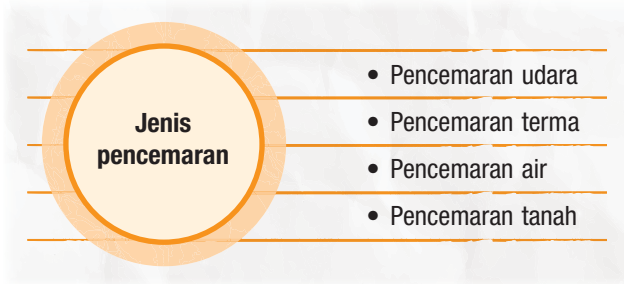 Jenis
pencemaran
• Pencemaran udara
• Pencemaran terma
• Pencemaran air
• Pencemaran tanah